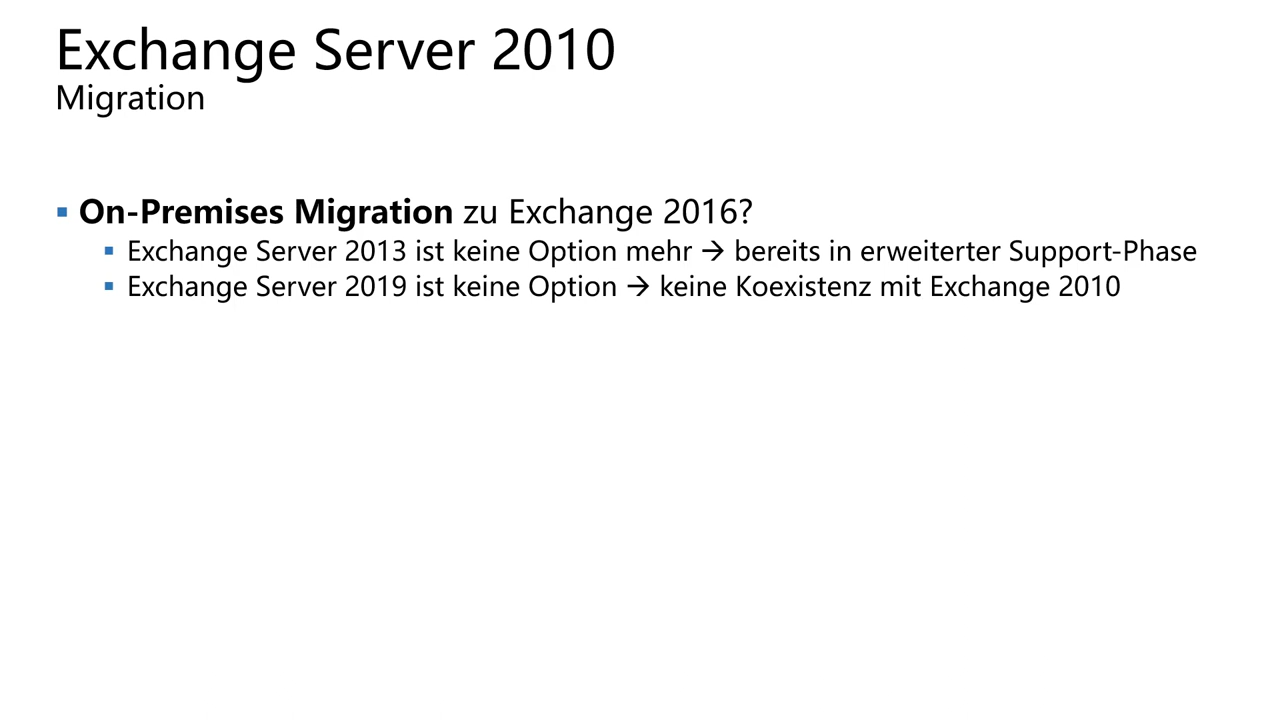 Exchange Server 2010
Migration
▪ On-Premises Migration zu Exchange 2016?
▪ Exchange Server 2013 ist keine Option mehr → bereits in erweiterter Support-Phase
▪ Exchange Server 2019 ist keine Option → keine Koexistenz mit Exchange 2010